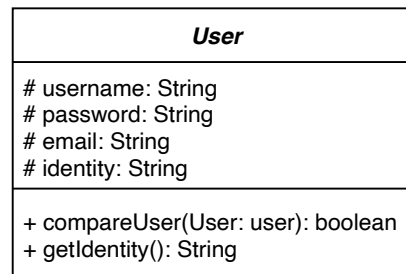 User
# username: String
# password: String
# email: String
# identity: String
+ compareUser(User: user): boolean
+ getIdentity(): String